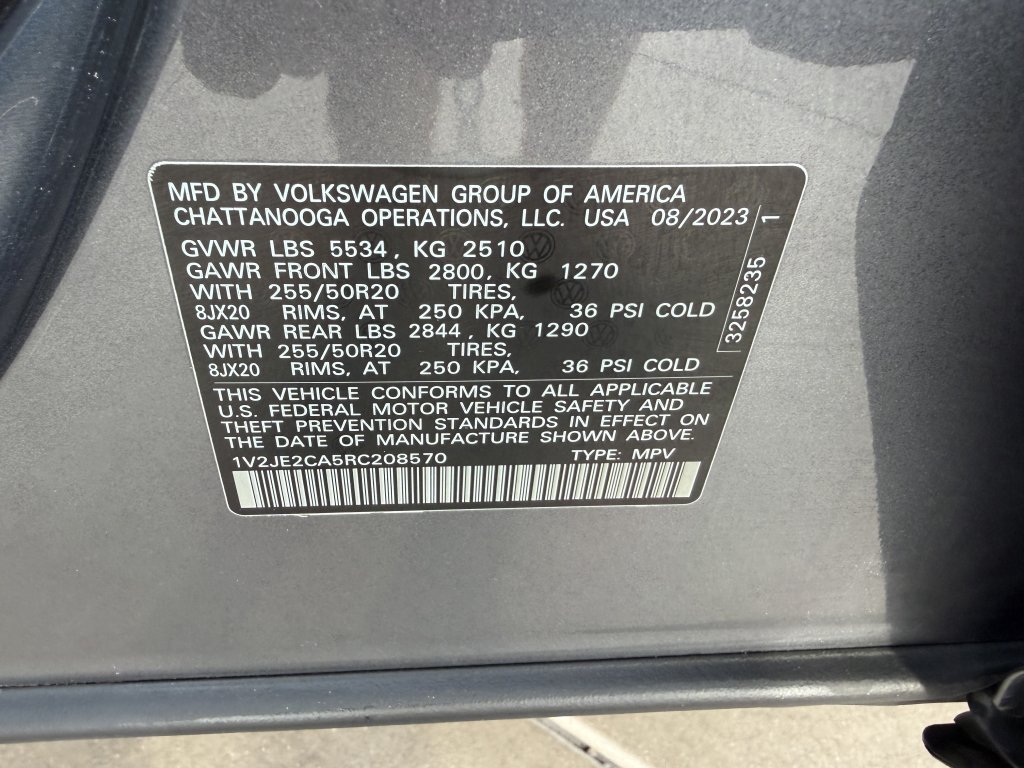 MFD BY VOLKSWAGEN GROUP OF AMERICA
CHATTANOOGA OPERATIONS, LLC. USA 08/2023
GVWR LBS 5534, KG 2510
GAWR FRONT LBS 2800, KG 1270
WITH 255/50R20 TIRES,
8JX20 RIMS, AT 250 KPA, 36 PSI COLD
GAWR REAR LBS 2844, KG 1290
WITH 255/50R20 TIRES,
8JX20 RIMS, AT 250 KPA, 36 PSI COLD
THIS VEHICLE CONFORMS TO ALL APPLICABLE
U.S. FEDERAL MOTOR VEHICLE SAFETY AND
THEFT PREVENTION STANDARDS IN EFFECT ON
THE DATE OF MANUFACTURE SHOWN ABOVE.
1V2JE2CA5RC208570 TYPE: MPV
3258235 1